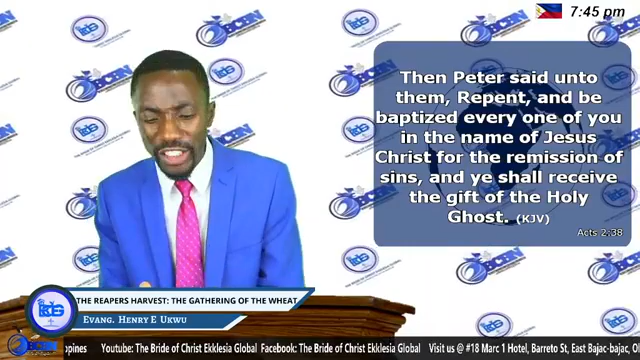 7:45 pm
Then Peter said unto
them, Repent, and be
baptized every one of you
in the name of Jesus
Christ for the remission of
sins, and ye shall receive
the gift of the Holy
Ghost. (KJV)
Acts 2:38
THE REAPERS HARVEST: THE GATHERING OF THE WHEAT
Evang. Henry E Ukwu
ppines Youtube: The Bride of Christ Ekklesia Global Facebook: The Bride of Christ Ekklesia Global Visit us @ #18 Marc 1 Hotel, Barreto St, East Bajac-bajac, O